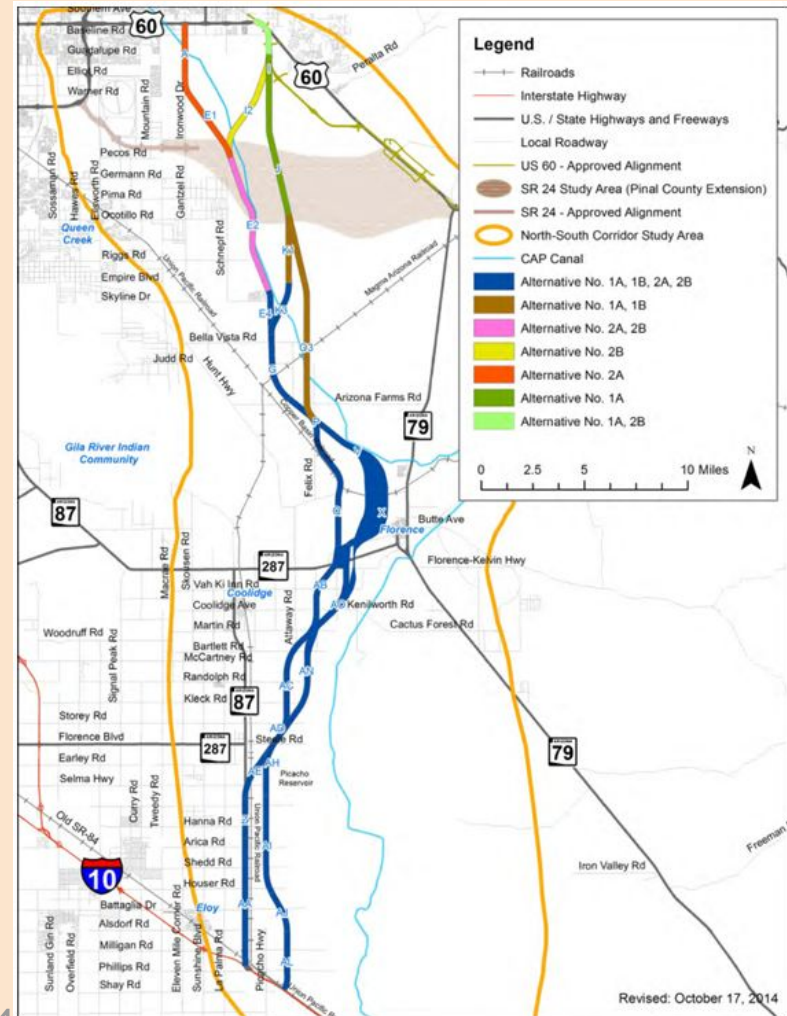 Southern Ave
60
Baseline Rd
Guadalupe Rd
Elliot Rd
Warner Rd
Mountain Rd
Ironwood Dr
Peralta Rd
60
A
I
E1
I2
J
Pecos Rd
Germann Rd
Pima Rd
Ocotillo Rd
Sossaman Rd
Hawes Rd
Ellsworth Rd
Gantzel Rd
Schnepf Rd
E2
Queen
Creek
Union Pacific Railroad
Magma Arizona Railroad
Riggs Rd
Empire Blvd
Skyline Dr
Bella Vista Rd
G
G3
Judd Rd
Hunt Hwy
Arizona Farms Rd
79
Gila River Indian
Community
Felix Rd
X
87
Butte Ave
Florence
Florence-Kelvin Hwy
287
Macrae Rd
Skousen Rd
Vah Ki Inn Rd
Coolidge
Coolidge Ave
AB
Kenilworth Rd
Attaway Rd
Martin Rd
Cactus Forest Rd
Woodruff Rd
Signal Peak Rd
Bartlett Rd
McCartney Rd
Randolph Rd
AN
AC
Kleck Rd
87
Storey Rd
Florence Blvd
287
Steele Rd
79
Earley Rd
AH
AE
Selma Hwy
Picacho
Reservoir
Curry Rd
Tweedy Rd
Hanna Rd
Union Pacific Railroad
Old SR-84
Arica Rd
Shedd Rd
Iron Valley Rd
10
Houser Rd
AA
Battaglia Dr
Eloy
Alsdorf Rd
Milligan Rd
Phillips Rd
Shay Rd
Sunland Gin Rd
Overfield Rd
Eleven Mile Corner Rd
Sunshine Blvd
La Palma Rd
Picacho Hwy
AL
Legend
Railroads
Interstate Highway
U.S. / State Highways and Freeways
Local Roadway
US 60 - Approved Alignment
SR 24 Study Area (Pinal County Extension)
SR 24 - Approved Alignment
North-South Corridor Study Area
CAP Canal
Alternative No. 1A, 1B, 2A, 2B
Alternative No. 1A, 1B
Alternative No. 2A, 2B
Alternative No. 2B
Alternative No. 2A
Alternative No. 1A
Alternative No. 1A, 2B
N
0 2.5 5 10 Miles
Revised: October 17, 2014